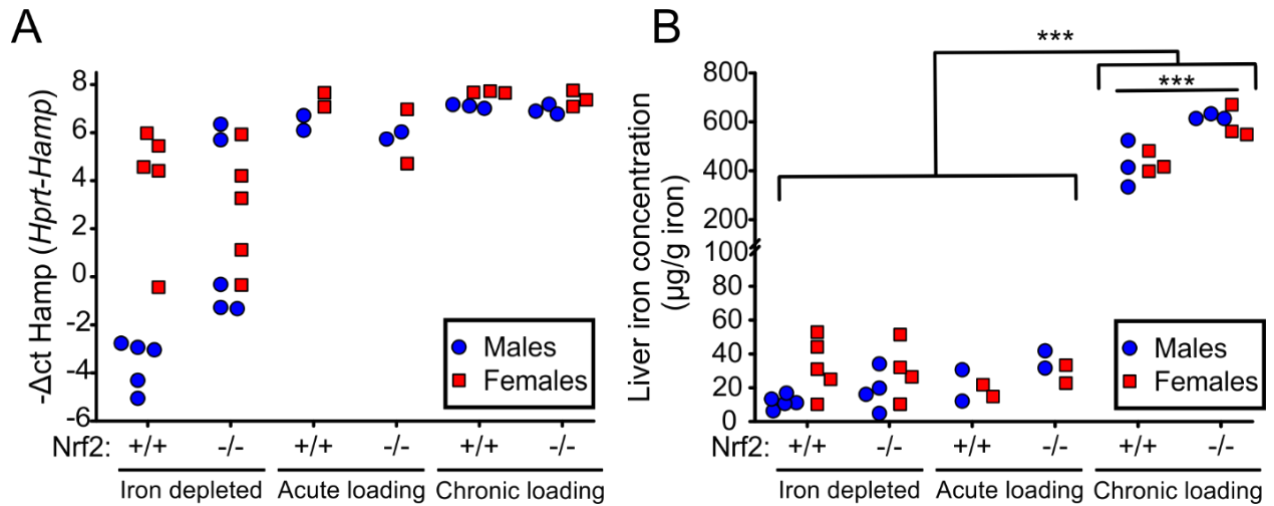 A
-Δct Hamp (Hprt-Hamp)
8
6
4
2
0
-2
-4
-6
Males
Females
Nrf2: +/+ -/- +/+ -/- +/+ -/-
Iron depleted Acute loading Chronic loading
B
Liver iron concentration
(µg/g iron)
800
600
400
200
100
80
60
40
20
0
***
***
Males
Females
Nrf2: +/+ -/- +/+ -/- +/+ -/-
Iron depleted Acute loading Chronic loading